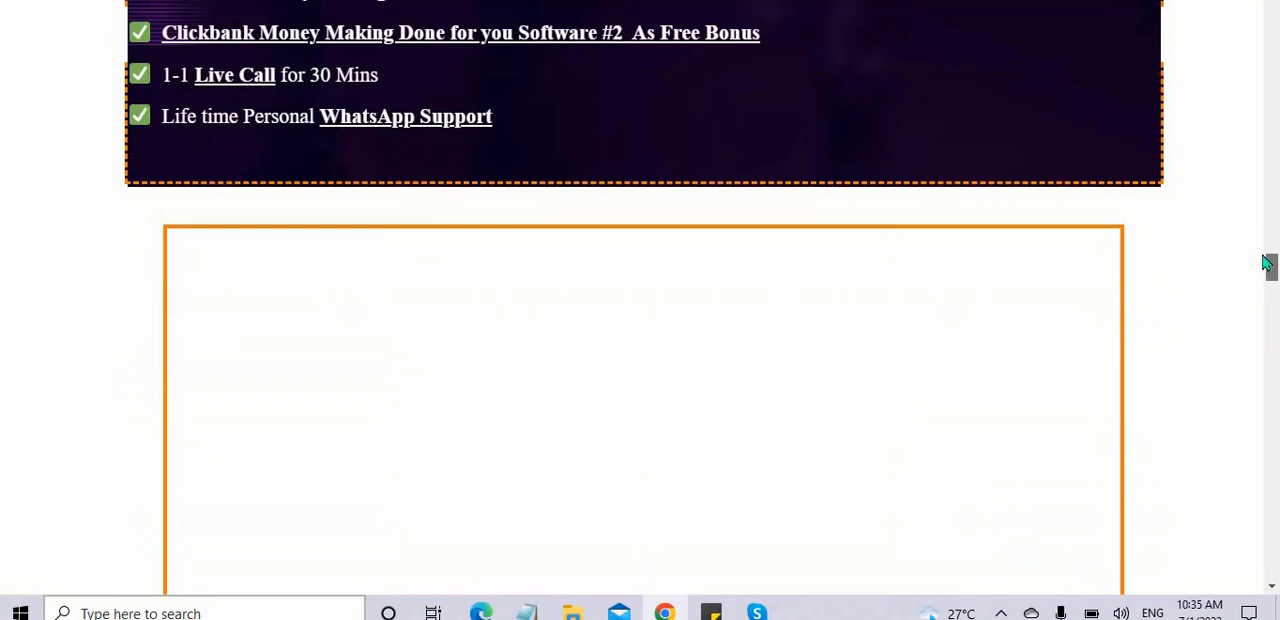 Clickbank Money Making Done for you Software #2 As Free Bonus
1-1 Live Call for 30 Mins
Life time Personal WhatsApp Support
Type here to search
27°C
ENG
10:35 AM